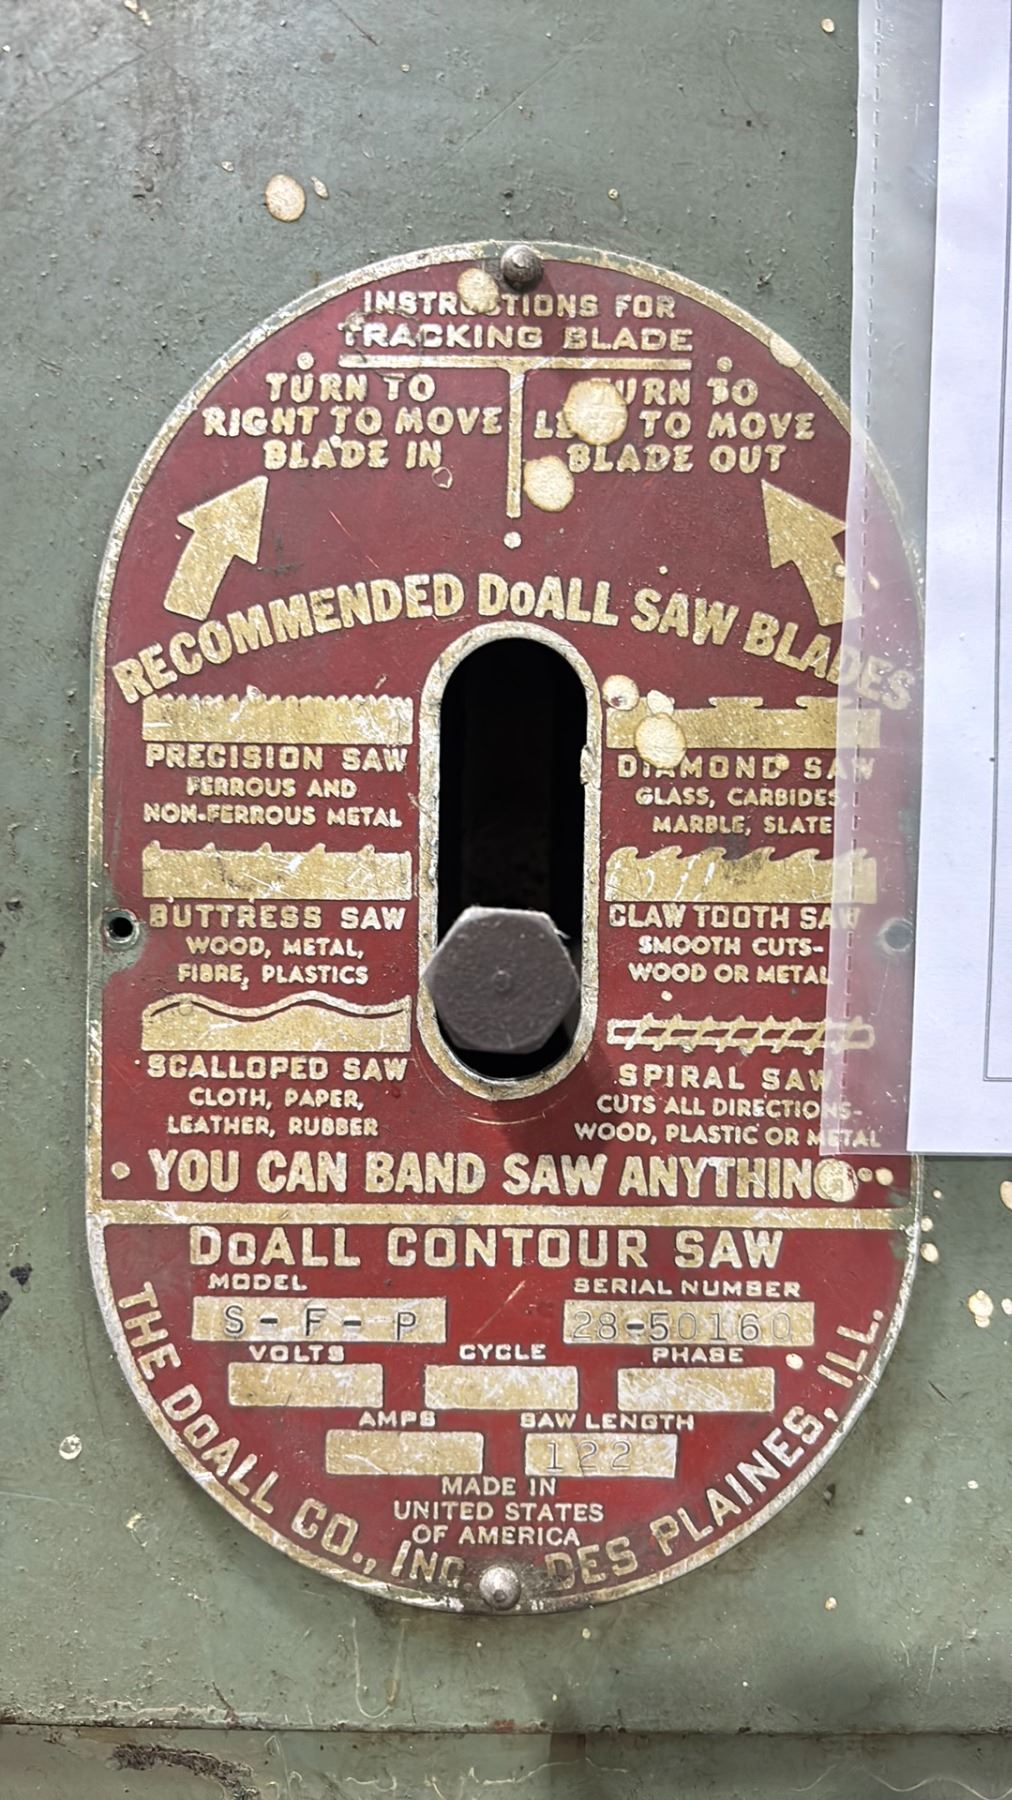 INSTRUCTIONS FOR
TRACKING BLADE
TURN TO
RIGHT TO MOVE
BLADE IN
TURN TO
LEFT TO MOVE
BLADE OUT
RECOMMENDED DoALL SAW BLADES
PRECISION SAW
FERROUS AND
NON-FERROUS METAL
DIAMOND SAW
GLASS, CARBIDES,
MARBLE, SLATE
BUTTRESS SAW
WOOD, METAL,
FIBRE, PLASTICS
CLAW TOOTH SAW
SMOOTH CUTS-
WOOD OR METAL
SCALLOPED SAW
CLOTH, PAPER,
LEATHER, RUBBER
SPIRAL SAW
CUTS ALL DIRECTIONS-
WOOD, PLASTIC OR METAL
• YOU CAN BAND SAW ANYTHING •
DoALL CONTOUR SAW
MODEL
S-F-P
SERIAL NUMBER
28-50160
VOLTS
CYCLE
PHASE
AMPS
SAW LENGTH
122
MADE IN
UNITED STATES
OF AMERICA
THE DOALL CO., INC. DES PLAINES, ILL.